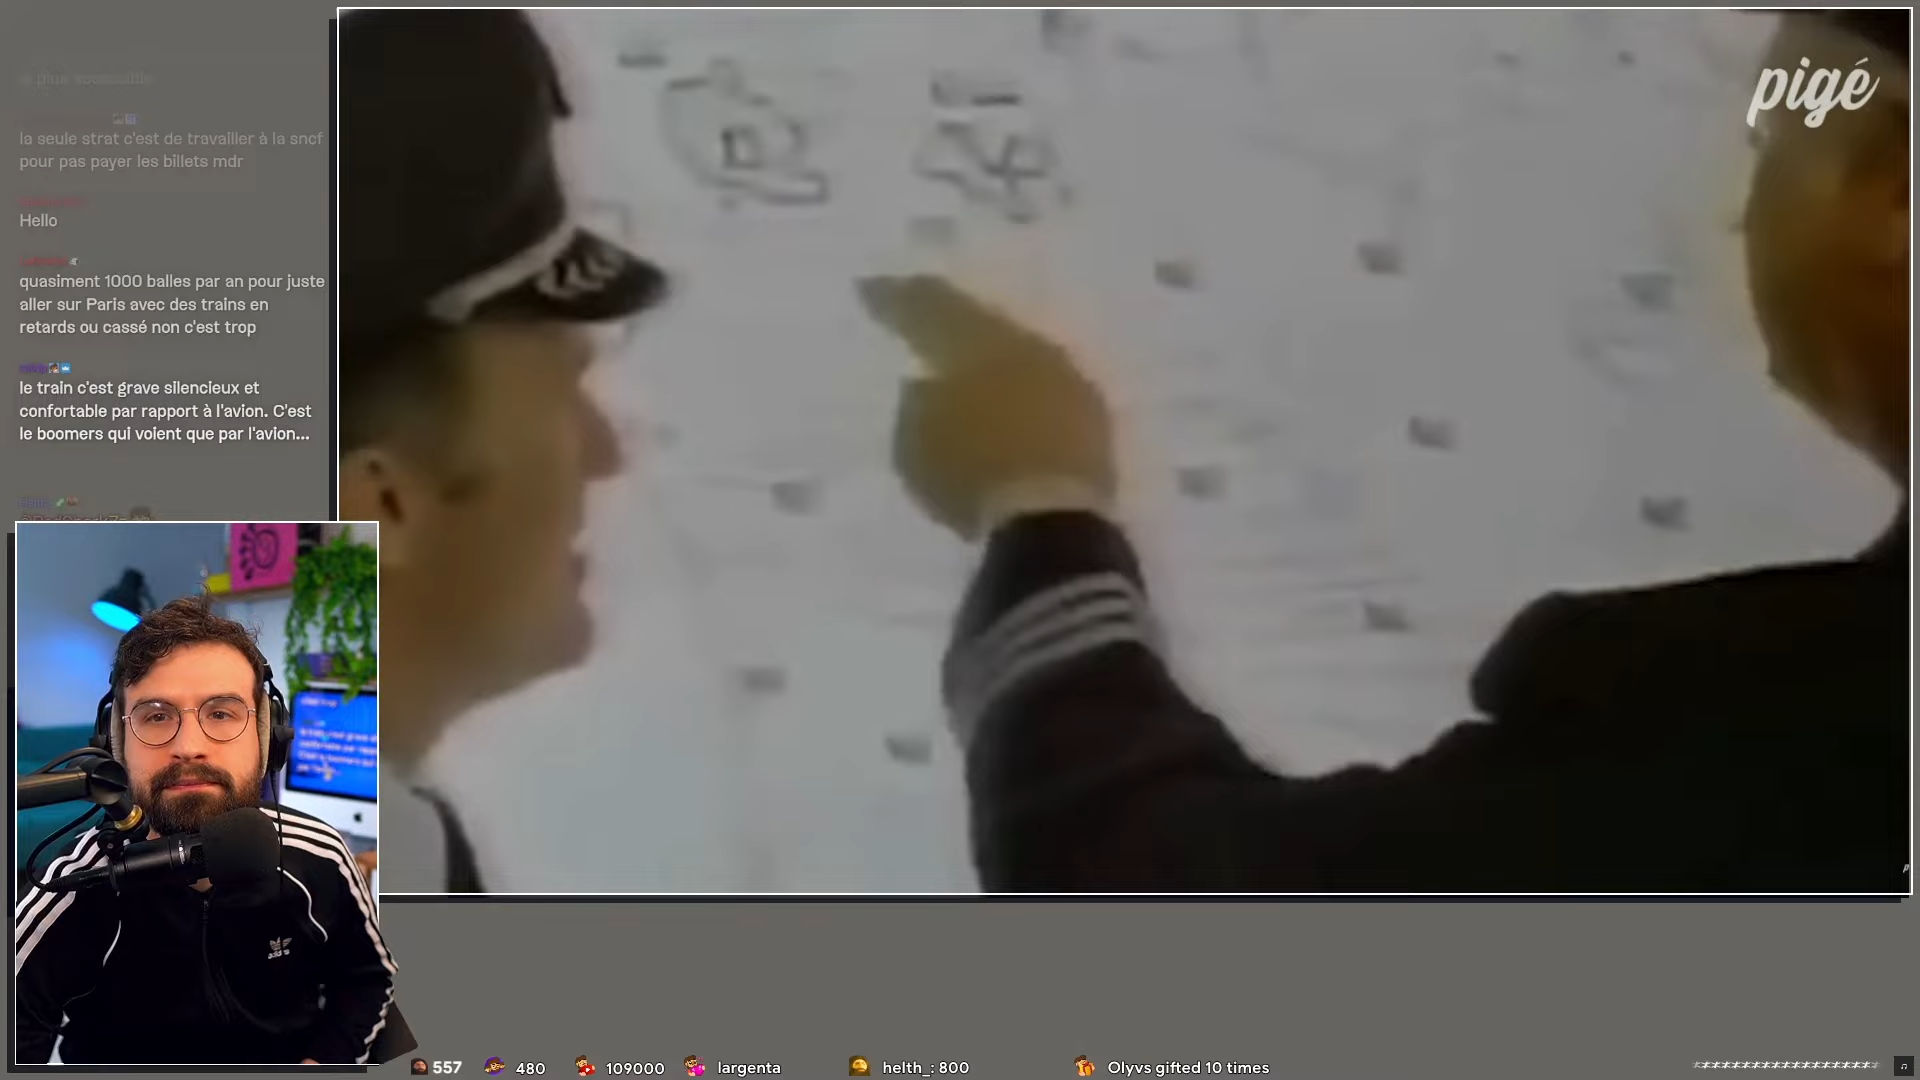 la seule strat c'est de travailler à la sncf
pour pas payer les billets mdr
Hello
quasiment 1000 balles par an pour juste
aller sur Paris avec des trains en
retards ou cassé non c'est trop
le train c'est grave silencieux et
confortable par rapport à l'avion. C'est
le boomers qui voient que par l'avion...
pigé
adidas
557
480
109000
largenta
helth_: 800
Olyvs gifted 10 times